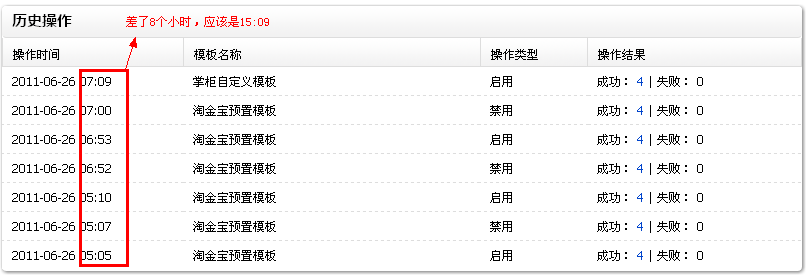 历史操作 差了8个小时，应该是15:09
操作时间 模板名称 操作类型 操作结果
2011-06-26 07:09 掌柜自定义模板 启用 成功： 4 | 失败： 0
2011-06-26 07:00 淘金宝预置模板 禁用 成功： 4 | 失败： 0
2011-06-26 06:53 淘金宝预置模板 启用 成功： 4 | 失败： 0
2011-06-26 06:52 淘金宝预置模板 禁用 成功： 4 | 失败： 0
2011-06-26 05:10 淘金宝预置模板 启用 成功： 4 | 失败： 0
2011-06-26 05:07 淘金宝预置模板 禁用 成功： 4 | 失败： 0
2011-06-26 05:05 淘金宝预置模板 启用 成功： 4 | 失败： 0